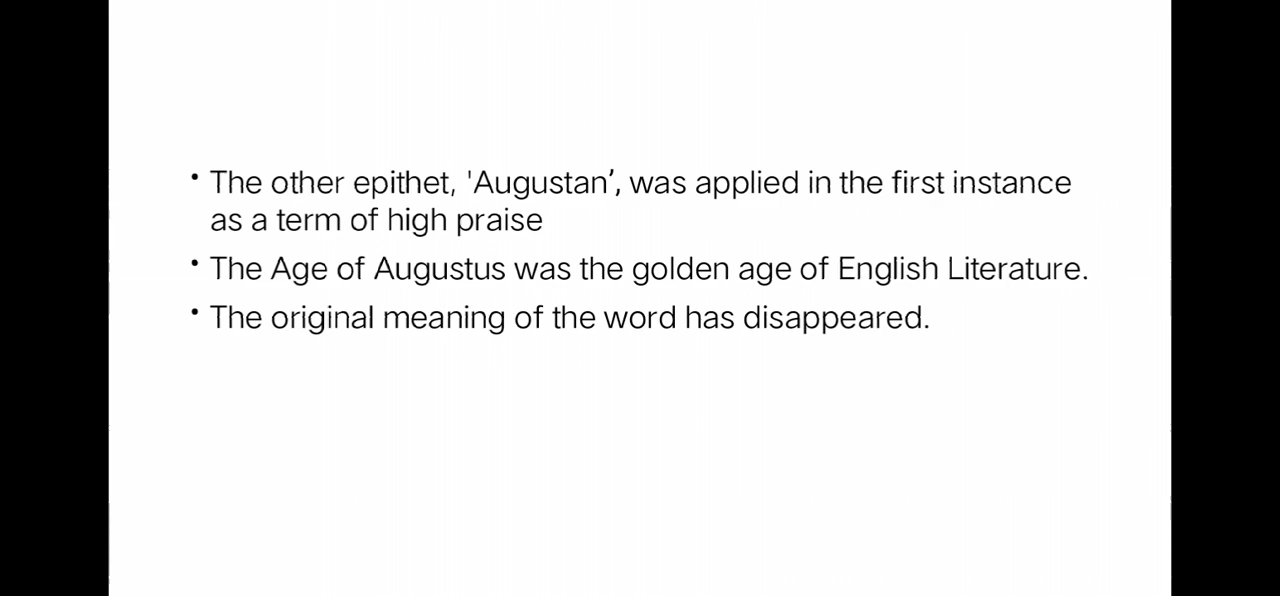 • The other epithet, 'Augustan’, was applied in the first instance
as a term of high praise
• The Age of Augustus was the golden age of English Literature.
• The original meaning of the word has disappeared.